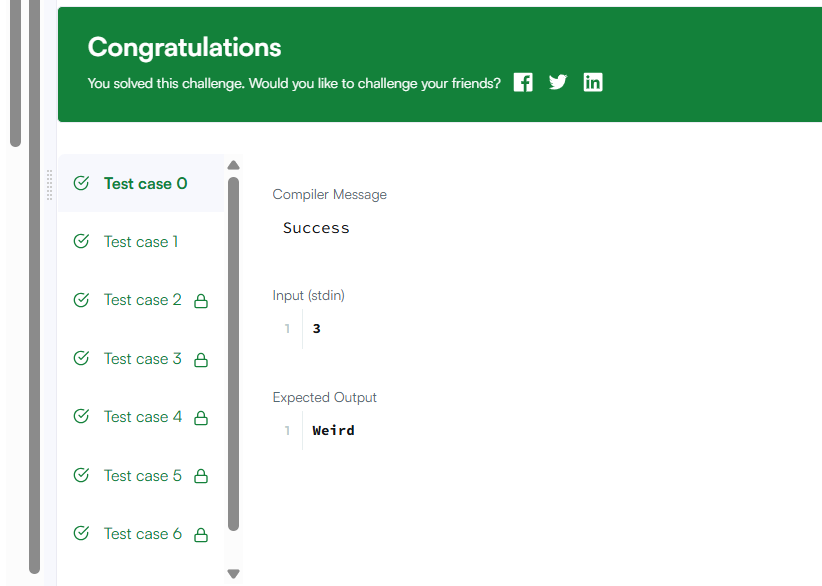 Congratulations
You solved this challenge. Would you like to challenge your friends?
Test case 0
Test case 1
Test case 2
Test case 3
Test case 4
Test case 5
Test case 6
Compiler Message
Success
Input (stdin)
1 3
Expected Output
1 Weird